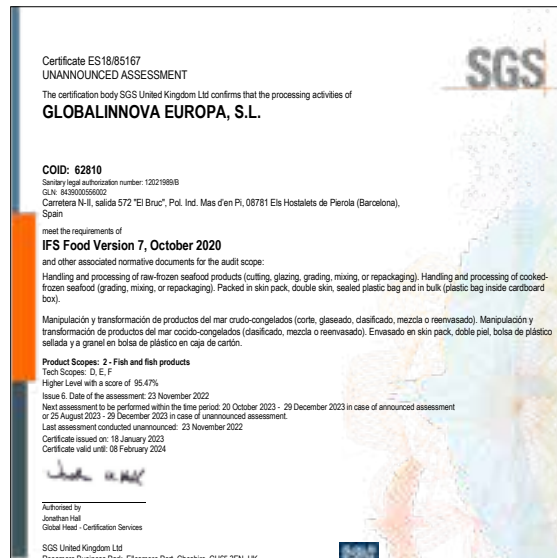 Certificate ES18/85167
UNANNOUNCED ASSESSMENT
SGS
The certification body SGS United Kingdom Ltd confirms that the processing activities of
GLOBALINNOVA EUROPA, S.L.
COID: 62810
Sanitary legal authorization number: 12021989/B
GLN: 8439000556002
Carretera N-II, salida 572 "El Bruc", Pol. Ind. Mas d'en Pi, 08781 Els Hostalets de Pierola (Barcelona),
Spain
meet the requirements of
IFS Food Version 7, October 2020
and other associated normative documents for the audit scope:
Handling and processing of raw-frozen seafood products (cutting, glazing, grading, mixing, or repackaging). Handling and processing of cooked-
frozen seafood (grading, mixing, or repackaging). Packed in skin pack, double skin, sealed plastic bag and in bulk (plastic bag inside cardboard
box).
Manipulación y transformación de productos del mar crudo-congelados (corte, glaseado, clasificado, mezcla o reenvasado). Manipulación y
transformación de productos del mar cocido-congelados (clasificado, mezcla o reenvasado). Envasado en skin pack, doble piel, bolsa de plástico
sellada y a granel en bolsa de plástico en caja de cartón.
Product Scopes: 2 - Fish and fish products
Tech Scopes: D, E, F
Higher Level with a score of 95.47%
Issue 6. Date of the assessment: 23 November 2022
Next assessment to be performed within the time period: 20 October 2023 - 29 December 2023 in case of announced assessment
or 25 August 2023 - 29 December 2023 in case of unannounced assessment.
Last assessment conducted unannounced: 23 November 2022
Certificate issued on: 18 January 2023
Certificate valid until: 08 February 2024
Authorised by
Jonathan Hall
Global Head - Certification Services
SGS United Kingdom Ltd
Rossmore Business Park, Ellesmere Port, Cheshire, CH65 3EN, UK
SGS